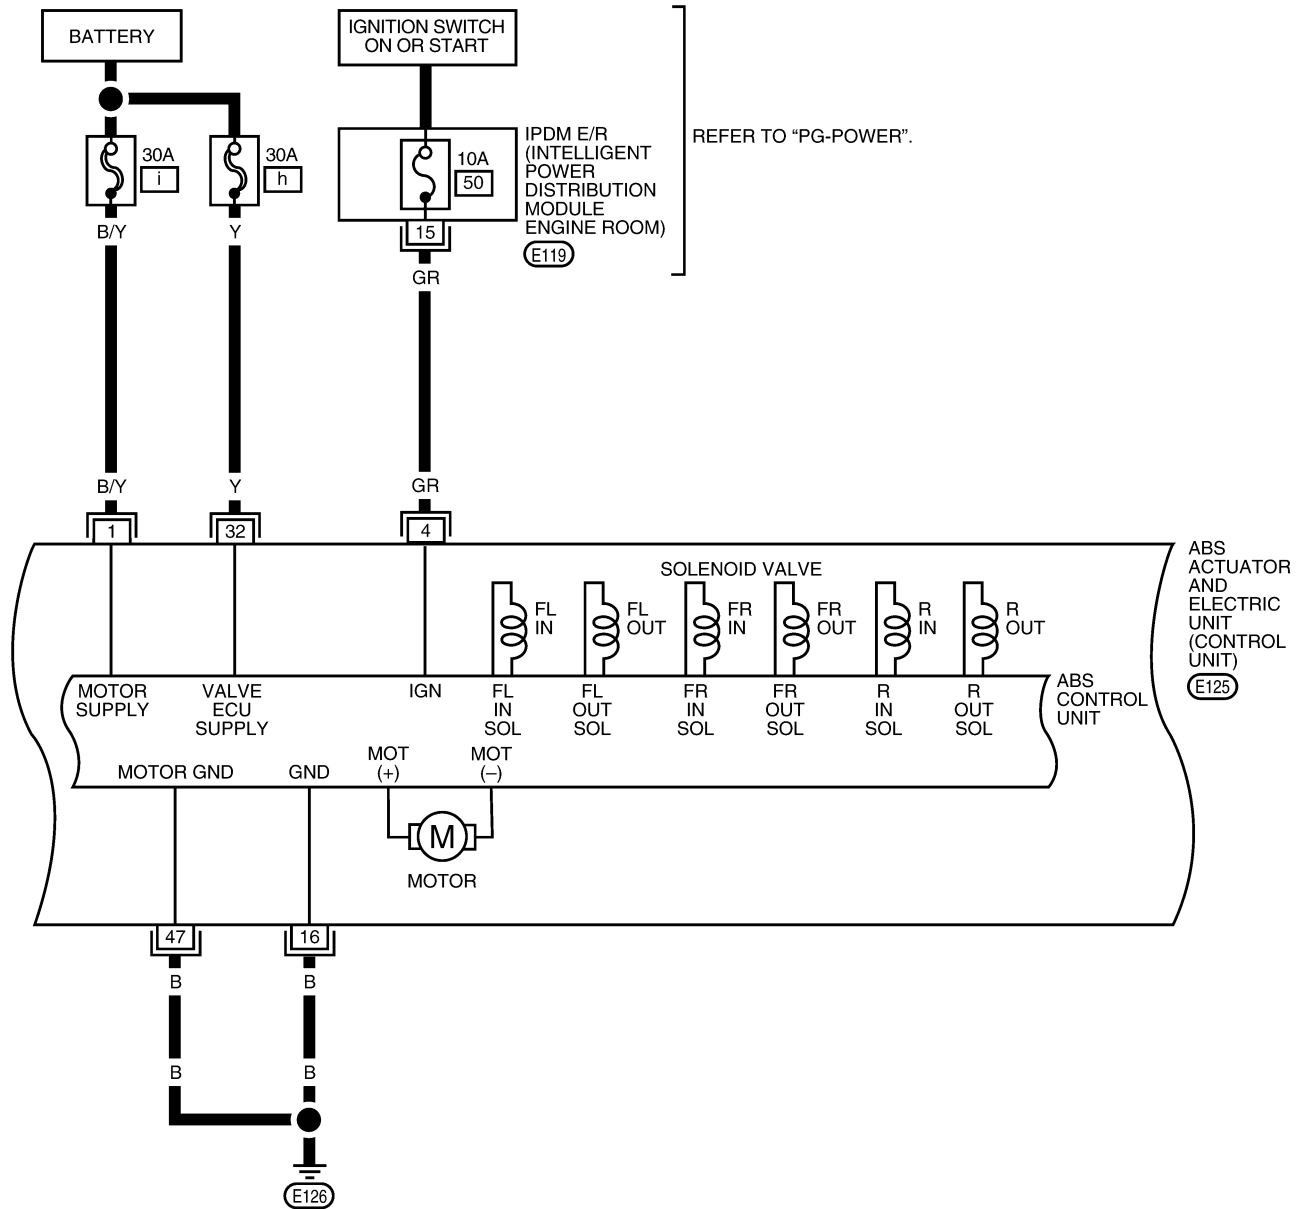 BATTERY
IGNITION SWITCH
ON OR START
30A
i
30A
h
10A
50
15
IPDM E/R
(INTELLIGENT
POWER
DISTRIBUTION
MODULE
ENGINE ROOM)
E119
REFER TO “PG-POWER”.
B/Y
Y
GR
B/Y
Y
GR
1
32
4
ABS
ACTUATOR
AND
ELECTRIC
UNIT
(CONTROL
UNIT)
E125
SOLENOID VALVE
FL
IN
FL
OUT
FR
IN
FR
OUT
R
IN
R
OUT
MOTOR
SUPPLY
VALVE
ECU
SUPPLY
IGN
FL
IN
SOL
FL
OUT
SOL
FR
IN
SOL
FR
OUT
SOL
R
IN
SOL
R
OUT
SOL
ABS
CONTROL
UNIT
MOTOR GND
GND
MOT
(+)
MOT
(–)
M
MOTOR
47
16
B
B
B
B
E126